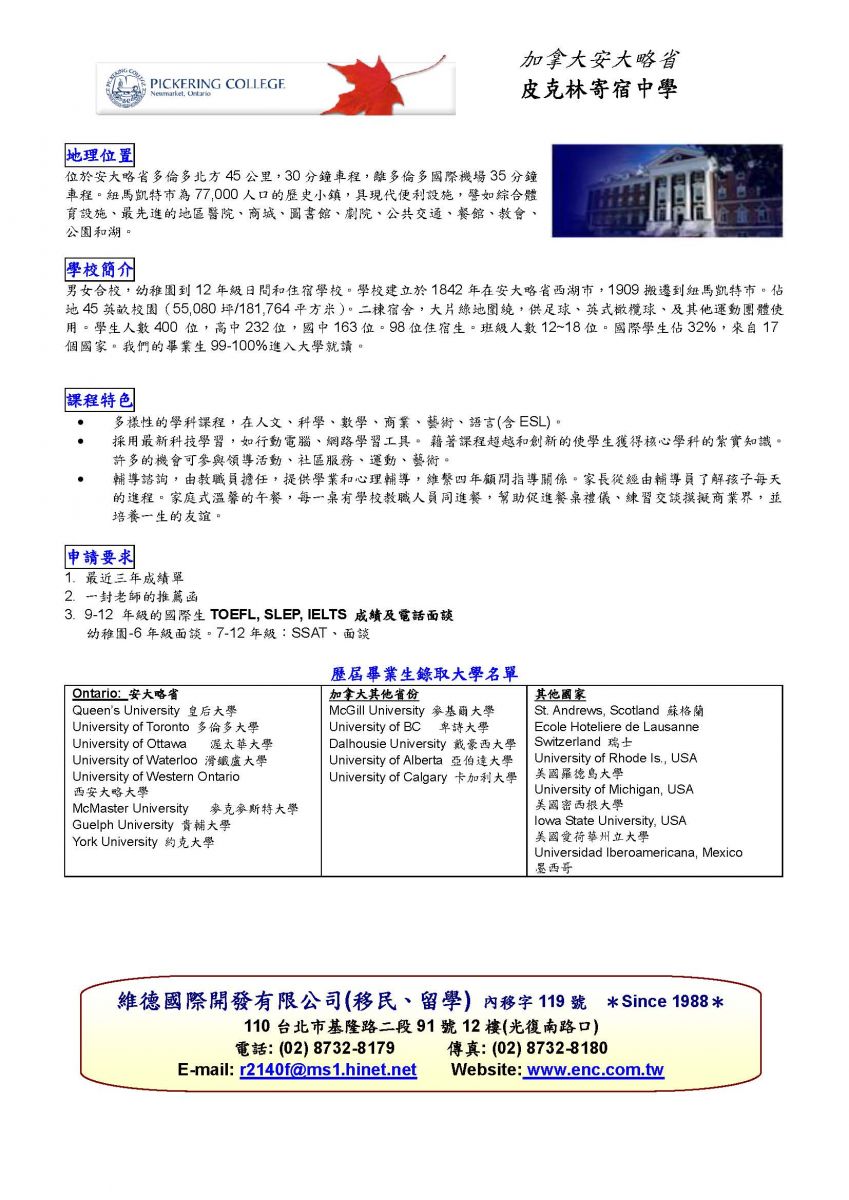 PICKERING COLLEGE
Newmarket, Ontario
加拿大安大略省
皮克林寄宿中學
地理位置
位於安大略省多倫多北方 45 公里，30 分鐘車程，離多倫多國際機場 35 分鐘
車程。紐馬凱特市為 77,000 人口的歷史小鎮，具現代便利設施，譬如綜合體
育設施、最先進的地區醫院、商城、圖書館、劇院、公共交通、餐館、教會、
公園和湖。
學校簡介
男女合校，幼稚園到 12 年級日間和住宿學校。學校建立於 1842 年在安大略省西湖市，1909 搬遷到紐馬凱特市。佔
地 45 英畝校園（55,080 坪/181,764 平方米）。二棟宿舍，大片綠地圍繞，供足球、英式橄欖球、及其他運動團體使
用。學生人數 400 位，高中 232 位，國中 163 位。98 位住宿生。班級人數 12~18 位。國際學生佔 32%，來自 17
個國家。我們的畢業生 99-100%進入大學就讀。
課程特色
• 多樣性的學科課程，在人文、科學、數學、商業、藝術、語言(含 ESL)。
• 採用最新科技學習，如行動電腦、網路學習工具。 藉著課程超越和創新的使學生獲得核心學科的紮實知識。
許多的機會可參與領導活動、社區服務、運動、藝術。
• 輔導諮詢，由教職員擔任，提供學業和心理輔導，維繫四年顧問指導關係。家長從經由輔導員了解孩子每天
的進程。家庭式溫馨的午餐，每一桌有學校教職人員同進餐，幫助促進餐桌禮儀、練習交談摸擬商業界，並
培養一生的友誼。
申請要求
1. 最近三年成績單
2. 一封老師的推薦函
3. 9-12 年級的國際生 TOEFL, SLEP, IELTS 成績及電話面談
幼稚園-6 年級面談。7-12 年級：SSAT、面談
歷屆畢業生錄取大學名單
Ontario: 安大略省
Queen's University 皇后大學
University of Toronto 多倫多大學
University of Ottawa 渥太華大學
University of Waterloo 滑鐵盧大學
University of Western Ontario
西安大略大學
McMaster University 麥克麥斯特大學
Guelph University 貴輔大學
York University 約克大學
加拿大其他省份
McGill University 麥基爾大學
University of BC 卑詩大學
Dalhousie University 戴豪西大學
University of Alberta 亞伯達大學
University of Calgary 卡加利大學
其他國家
St. Andrews, Scotland 蘇格蘭
Ecole Hoteliere de Lausanne
Switzerland 瑞士
University of Rhode Is., USA
美國羅德島大學
University of Michigan, USA
美國密西根大學
Iowa State University, USA
美國愛荷華州立大學
Universidad Iberoamericana, Mexico
墨西哥
維德國際開發有限公司(移民、留學) 內移字 119 號 ＊Since 1988＊
110 台北市基隆路二段 91 號 12 樓(光復南路口)
電話: (02) 8732-8179 傳真: (02) 8732-8180
E-mail: r2140f@ms1.hinet.net Website: www.enc.com.tw